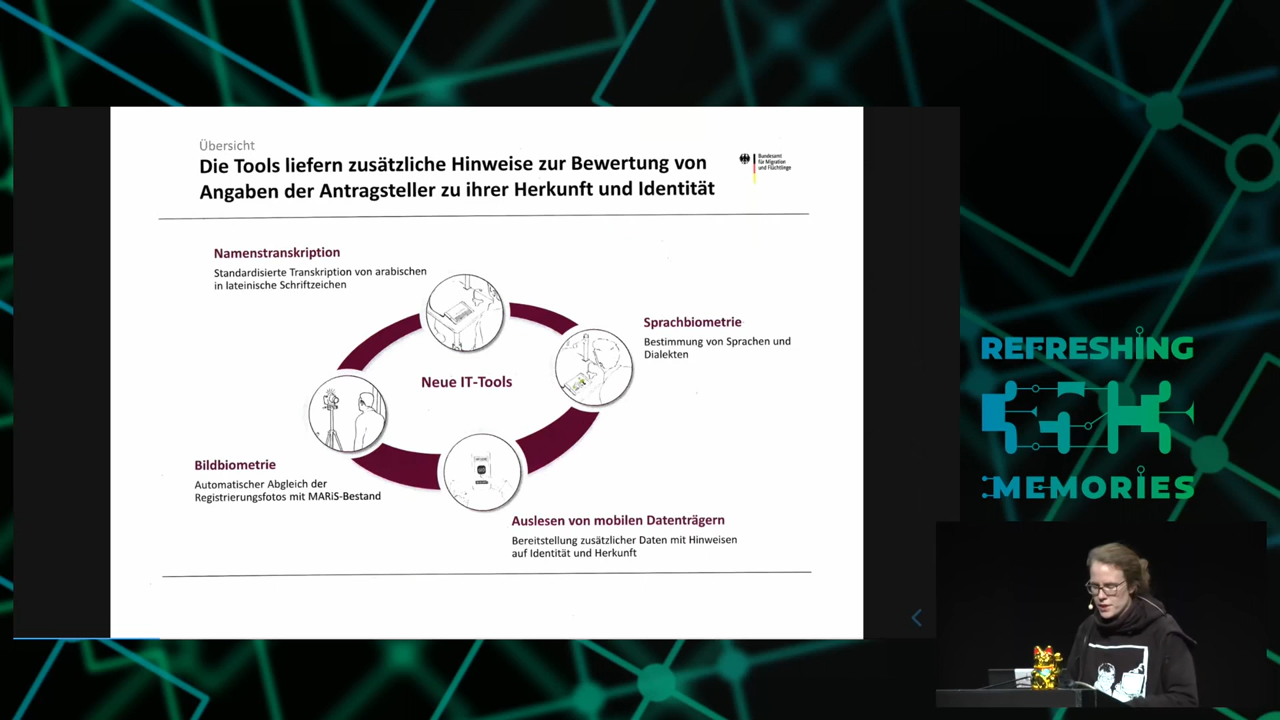 Übersicht
Die Tools liefern zusätzliche Hinweise zur Bewertung von
Angaben der Antragsteller zu ihrer Herkunft und Identität
Bundesamt
für Migration
und Flüchtlinge
Namenstranskription
Standardisierte Transkription von arabischen
in lateinische Schriftzeichen
Sprachbiometrie
Bestimmung von Sprachen und
Dialekten
Neue IT-Tools
Bildbiometrie
Automatischer Abgleich der
Registrierungsfotos mit MARiS-Bestand
Auslesen von mobilen Datenträgern
Bereitstellung zusätzlicher Daten mit Hinweisen
auf Identität und Herkunft
REFRESHING
MEMORIES